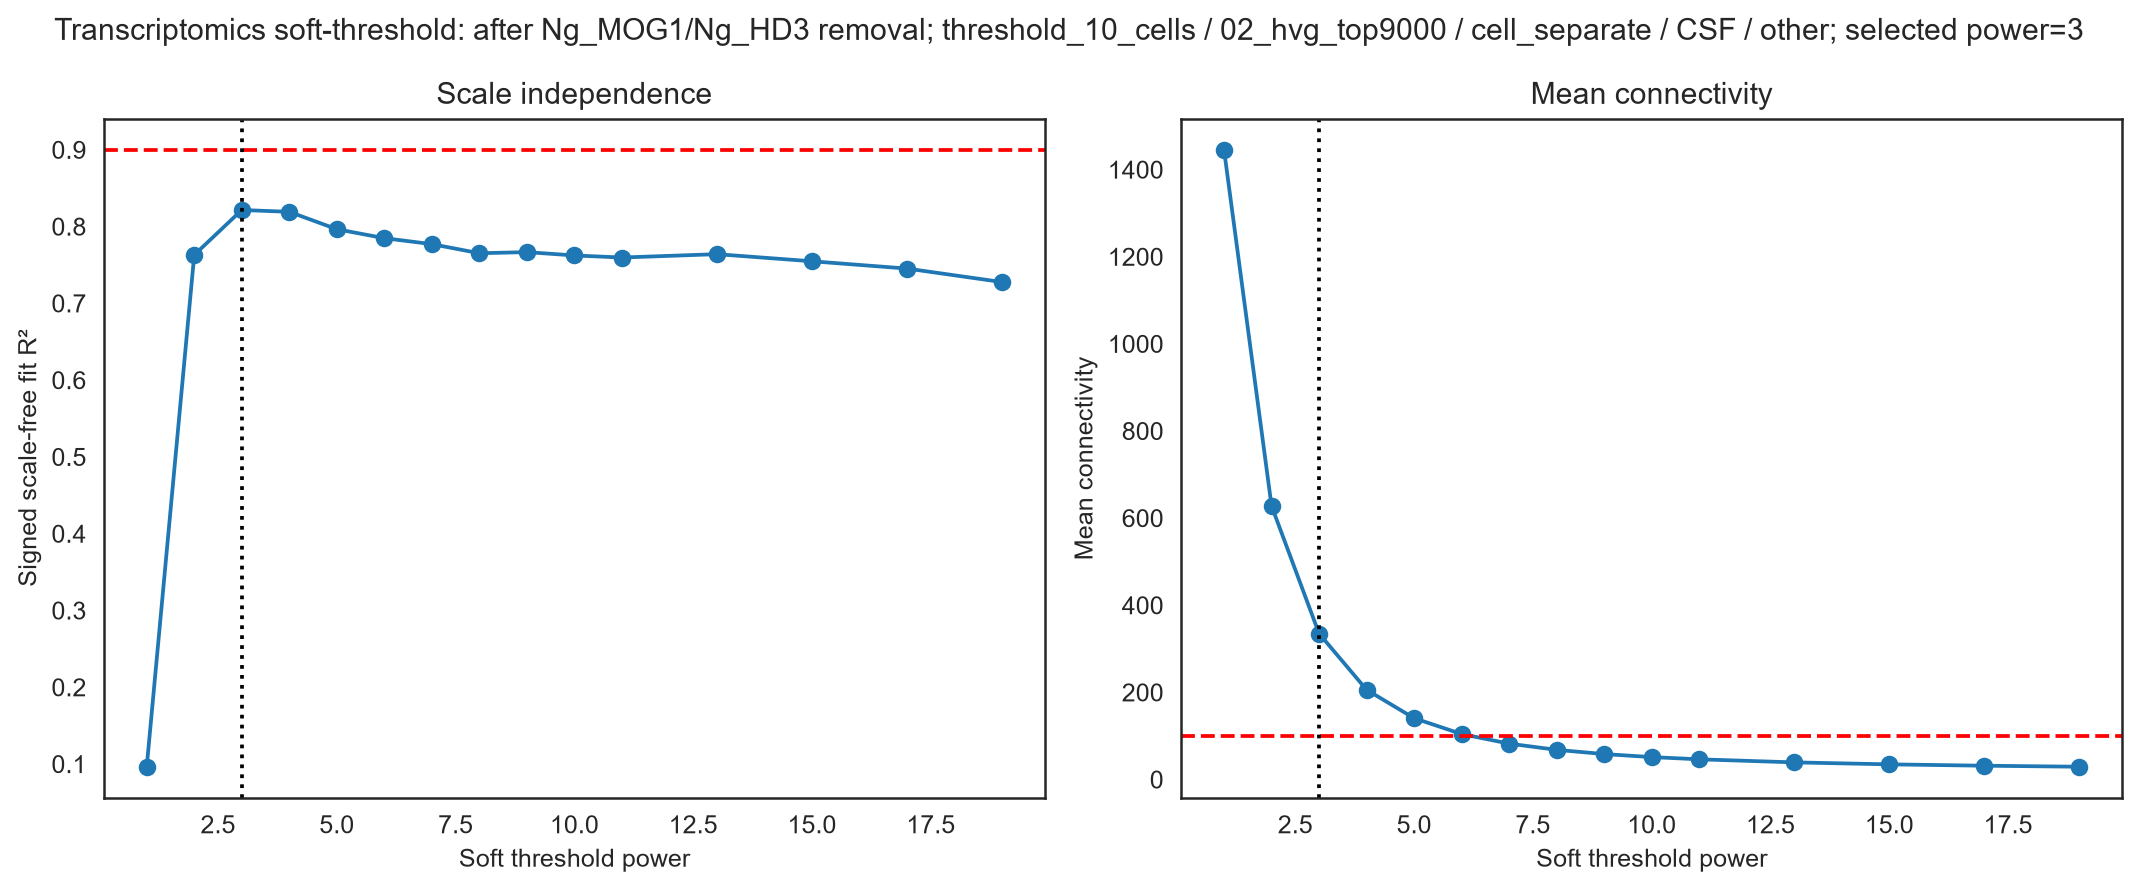 Transcriptomics soft-threshold: after Ng_MOG1/Ng_HD3 removal; threshold_10_cells / 02_hvg_top9000 / cell_separate / CSF / other; selected power=3
Scale independence
Signed scale-free fit R²
0.9
0.8
0.7
0.6
0.5
0.4
0.3
0.2
0.1
2.5 5.0 7.5 10.0 12.5 15.0 17.5
Soft threshold power
Mean connectivity
Mean connectivity
1400
1200
1000
800
600
400
200
0
2.5 5.0 7.5 10.0 12.5 15.0 17.5
Soft threshold power